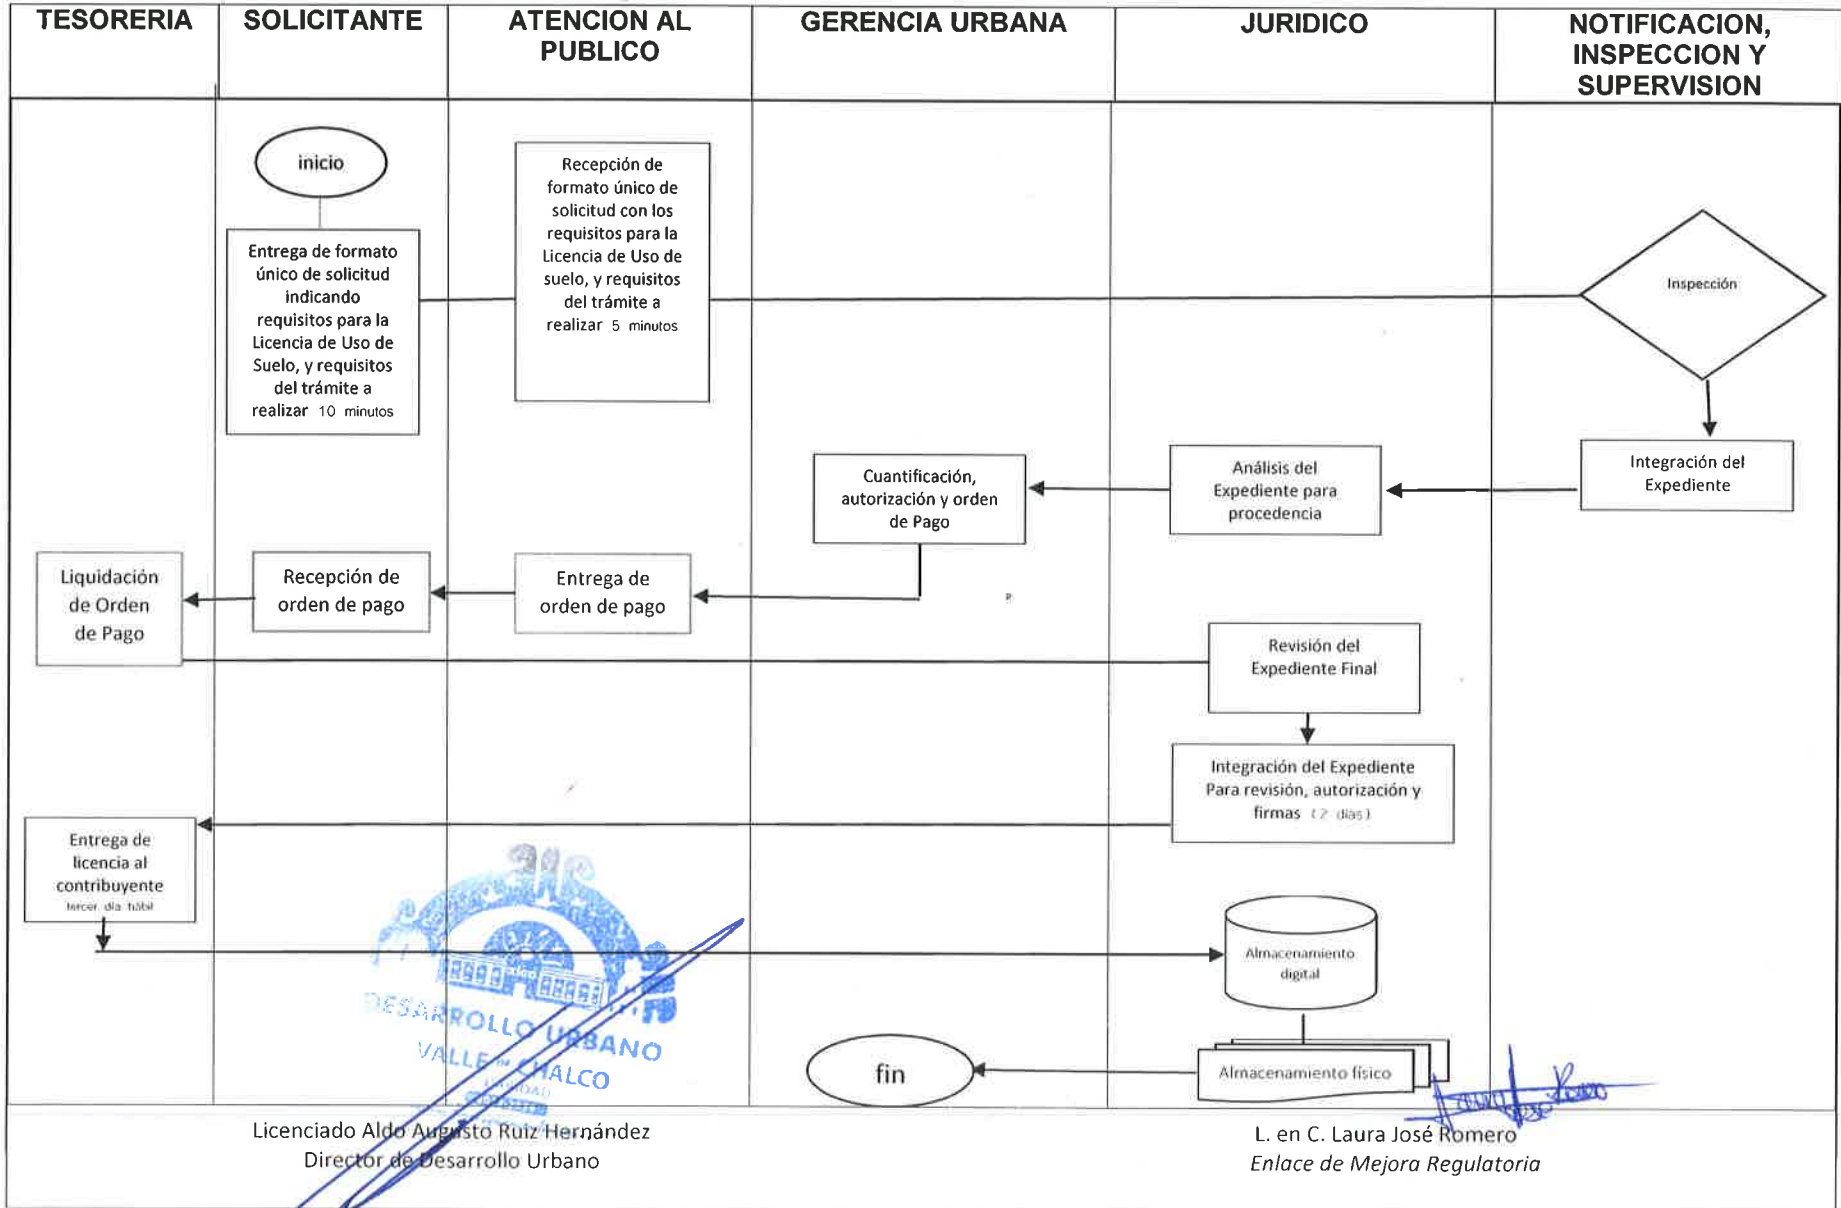 TESORERIA
SOLICITANTE
ATENCION AL
PUBLICO
GERENCIA URBANA
JURIDICO
NOTIFICACION,
INSPECCION Y
SUPERVISION
inicio
Entrega de formato
único de solicitud
indicando
requisitos para la
Licencia de Uso de
Suelo, y requisitos
del trámite a
realizar 10 minutos
Recepción de
formato único de
solicitud con los
requisitos para la
Licencia de Uso de
suelo, y requisitos
del trámite a
realizar 5 minutos
Inspección
Integración del
Expediente
Análisis del
Expediente para
procedencia
Cuantificación,
autorización y orden
de Pago
Entrega de
orden de pago
Recepción de
orden de pago
Liquidación
de Orden
de Pago
Revisión del
Expediente Final
Integración del Expediente
Para revisión, autorización y
firmas (2 días)
Entrega de
licencia al
contribuyente
tercer día hábil
Almacenamiento
digital
Almacenamiento físico
fin
DESARROLLO URBANO
VALLE DE CHALCO
Licenciado Aldo Augusto Ruiz Hernández
Director de Desarrollo Urbano
L. en C. Laura José Romero
Enlace de Mejora Regulatoria